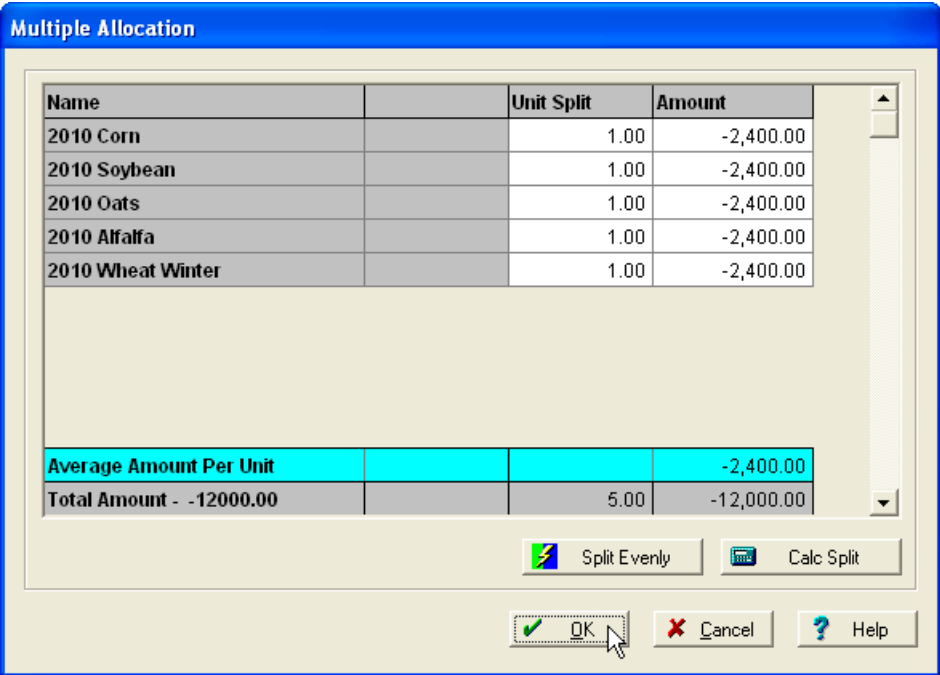 Multiple Allocation
Name Unit Split Amount
2010 Corn 1.00 -2,400.00
2010 Soybean 1.00 -2,400.00
2010 Oats 1.00 -2,400.00
2010 Alfalfa 1.00 -2,400.00
2010 Wheat Winter 1.00 -2,400.00
Average Amount Per Unit -2,400.00
Total Amount - -12000.00 5.00 -12,000.00
Split Evenly Calc Split
OK Cancel Help